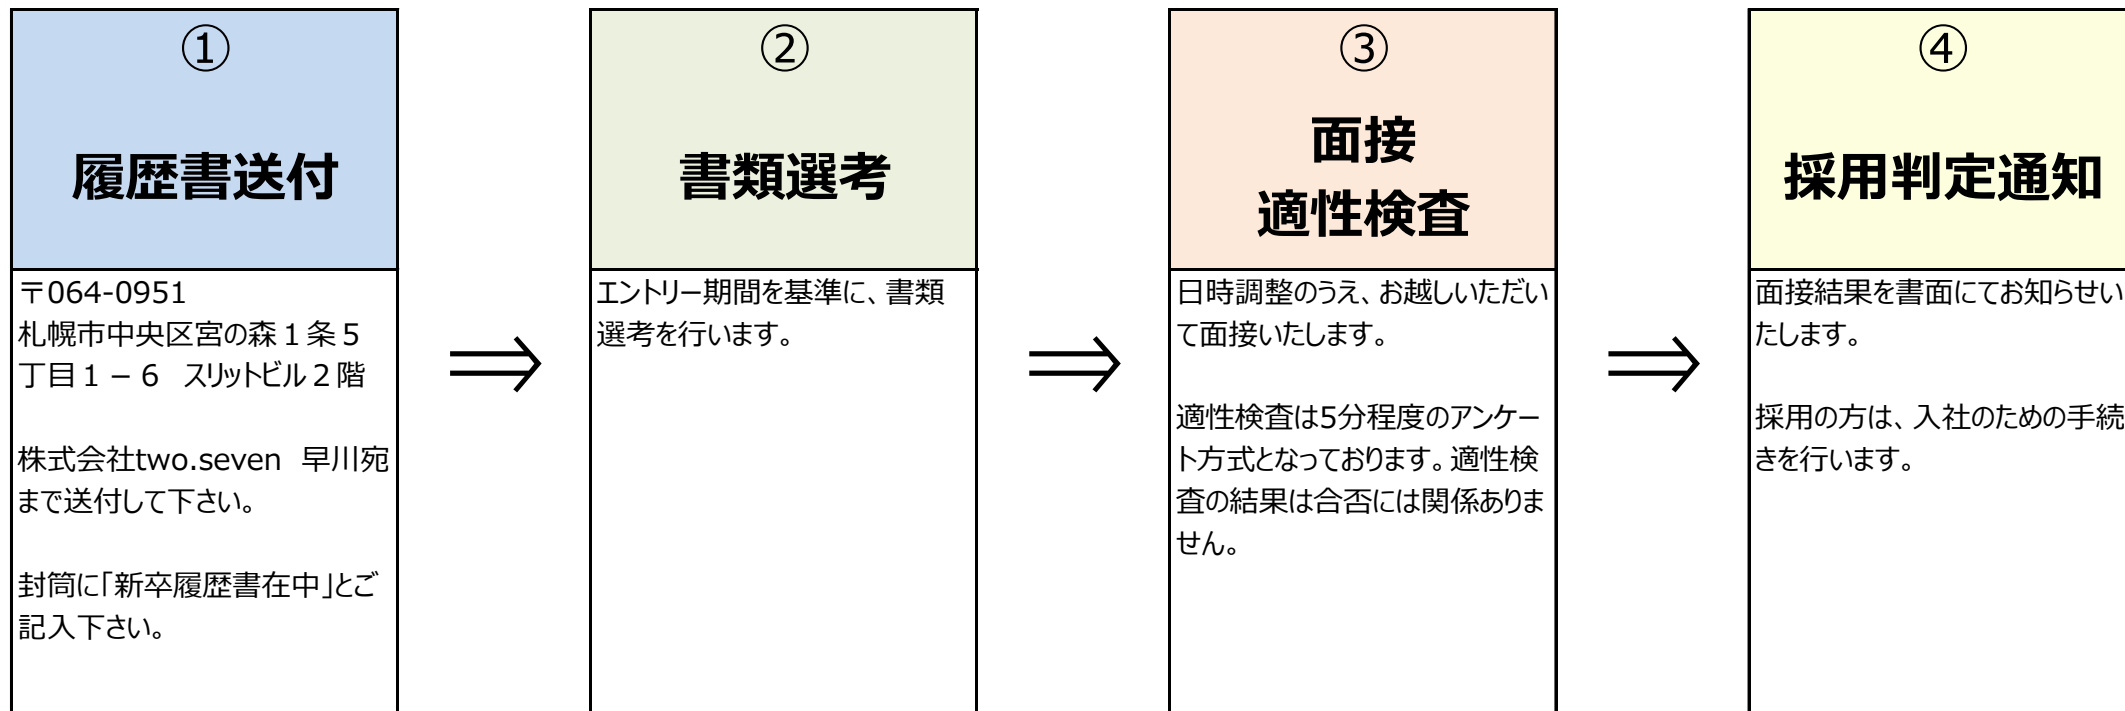 ①
履歴書送付
〒064-0951
札幌市中央区宮の森１条５
丁目１－６　スリットビル２階
株式会社two.seven　早川宛
まで送付して下さい。
封筒に「新卒履歴書在中」とご
記入下さい。
⇒
②
書類選考
エントリー期間を基準に、書類
選考を行います。
⇒
③
面接
適性検査
日時調整のうえ、お越しいただい
て面接いたします。
適性検査は5分程度のアンケー
ト方式となっております。適性検
査の結果は合否には関係ありま
せん。
⇒
④
採用判定通知
面接結果を書面にてお知らせい
たします。
採用の方は、入社のための手続
きを行います。